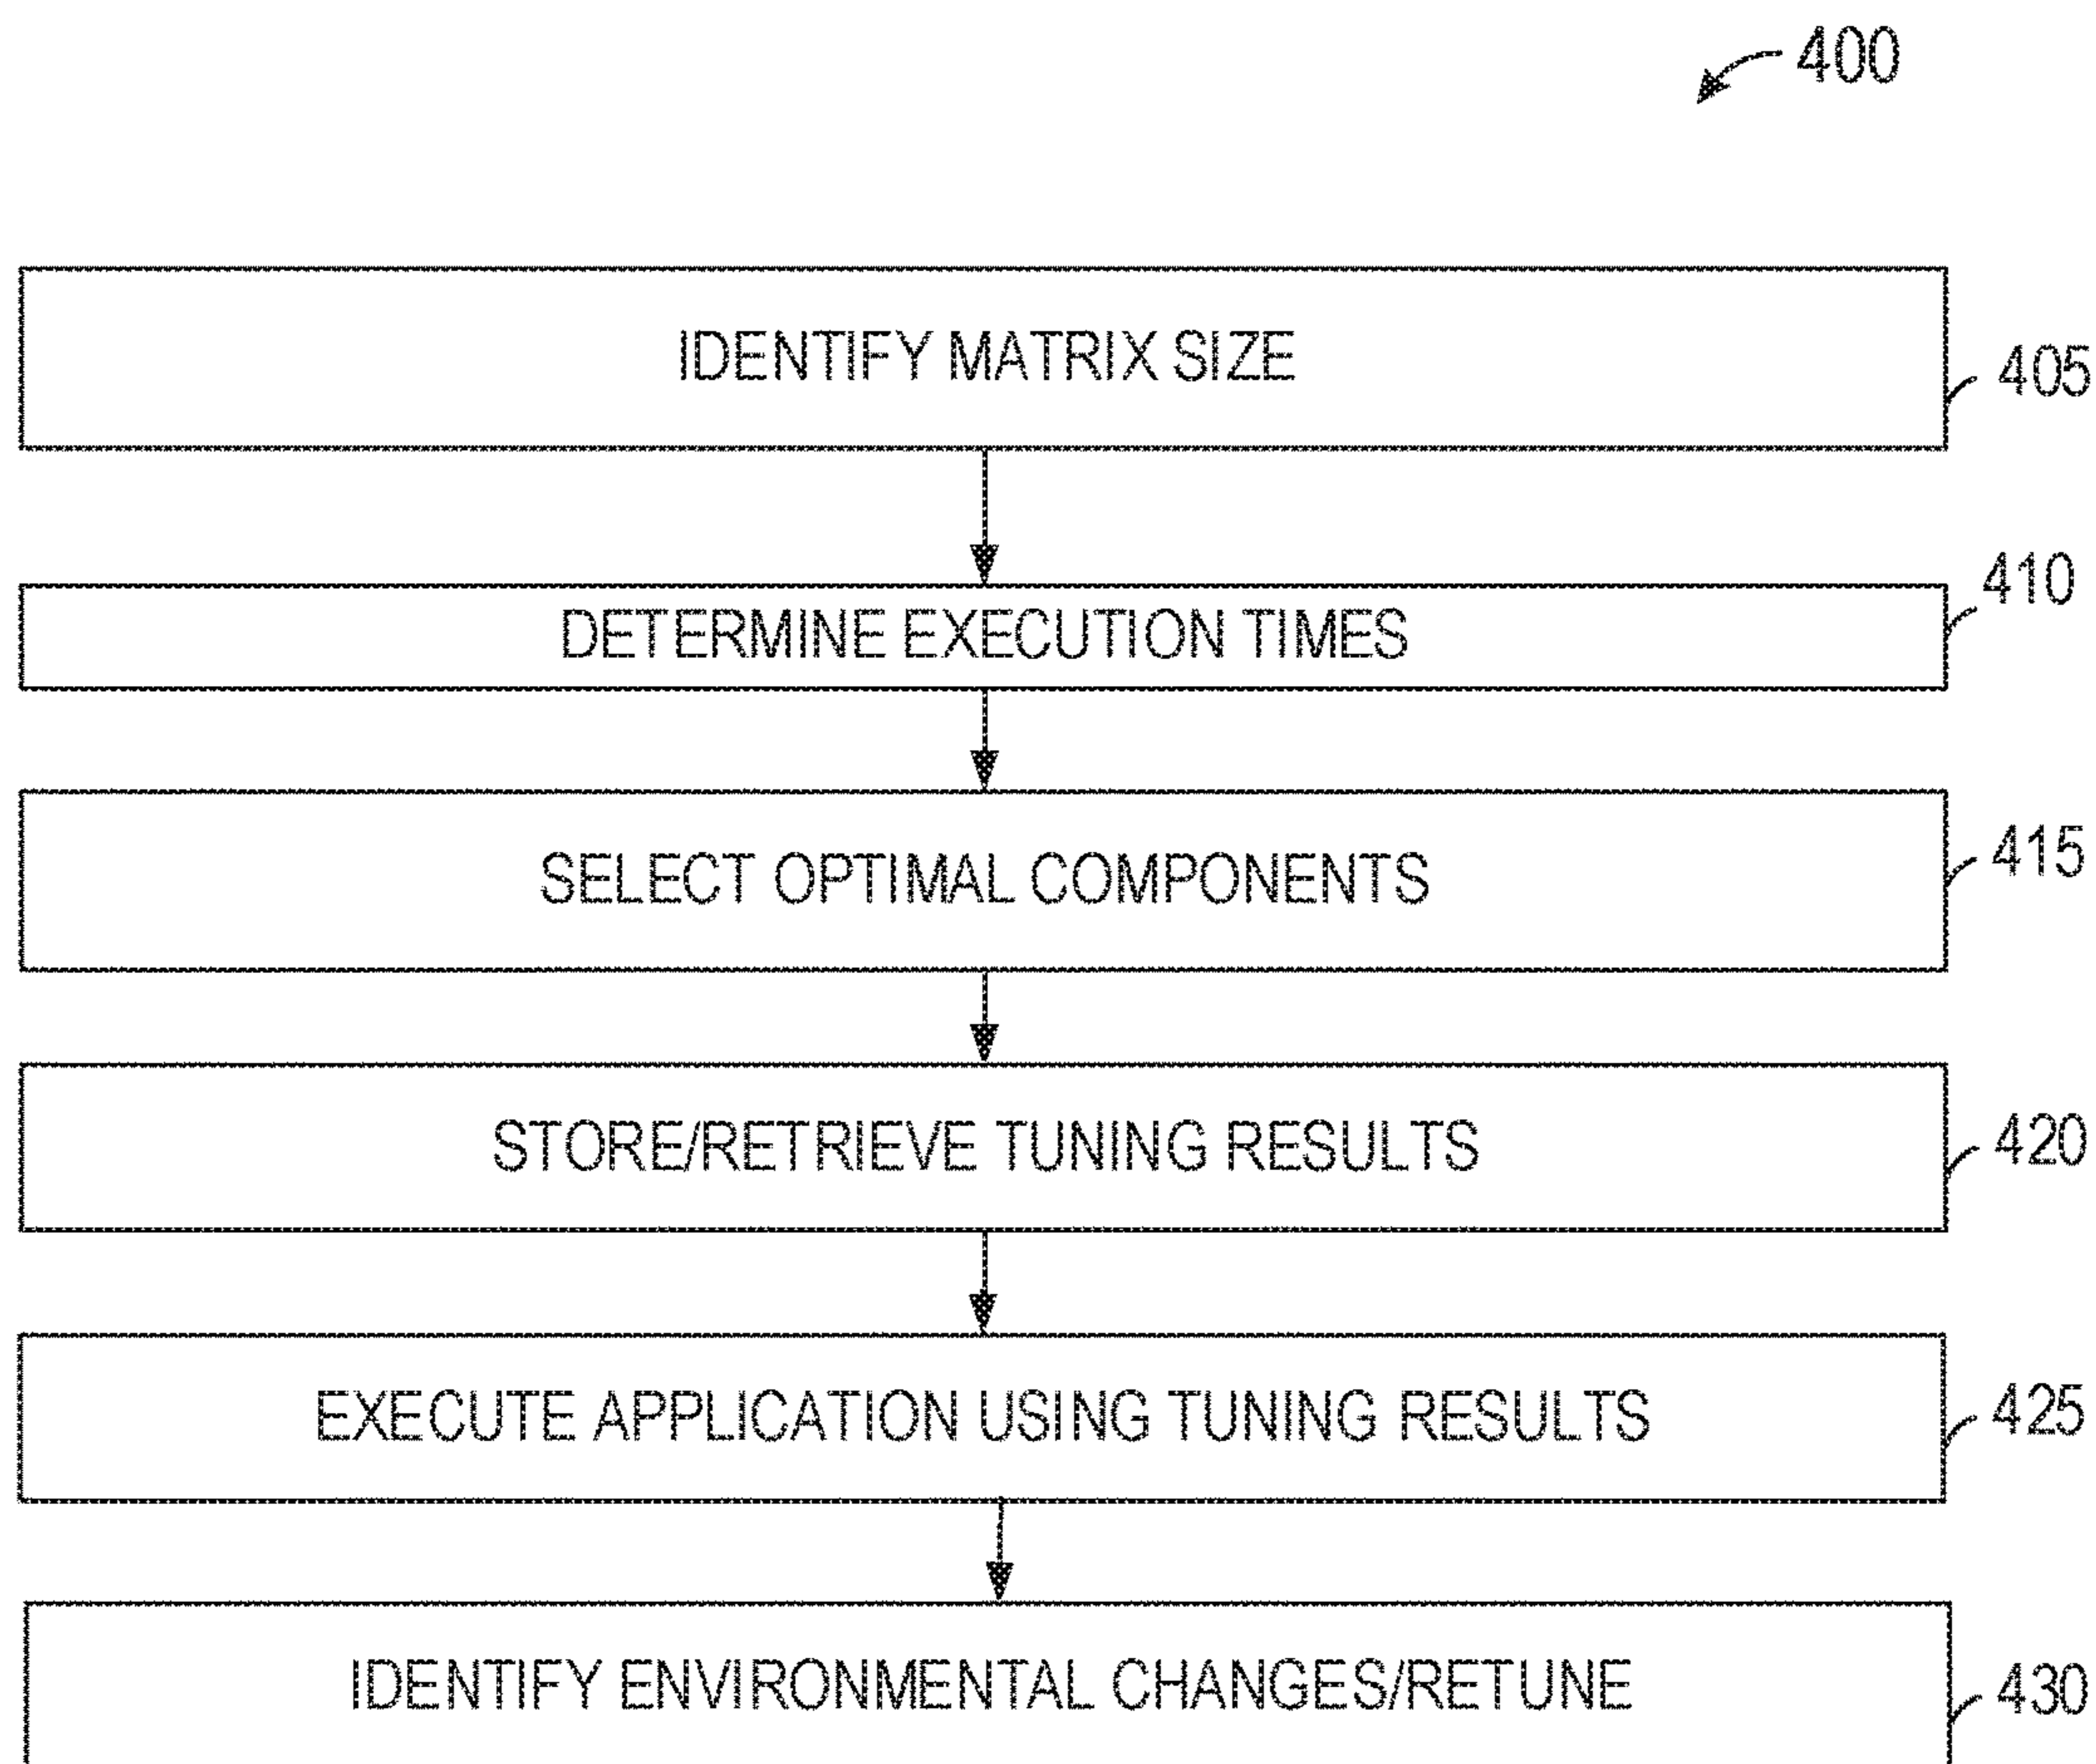 400
IDENTIFY MATRIX SIZE
405
DETERMINE EXECUTION TIMES
410
SELECT OPTIMAL COMPONENTS
415
STORE/RETRIEVE TUNING RESULTS
420
EXECUTE APPLICATION USING TUNING RESULTS
425
IDENTIFY ENVIRONMENTAL CHANGES/RETUNE
430